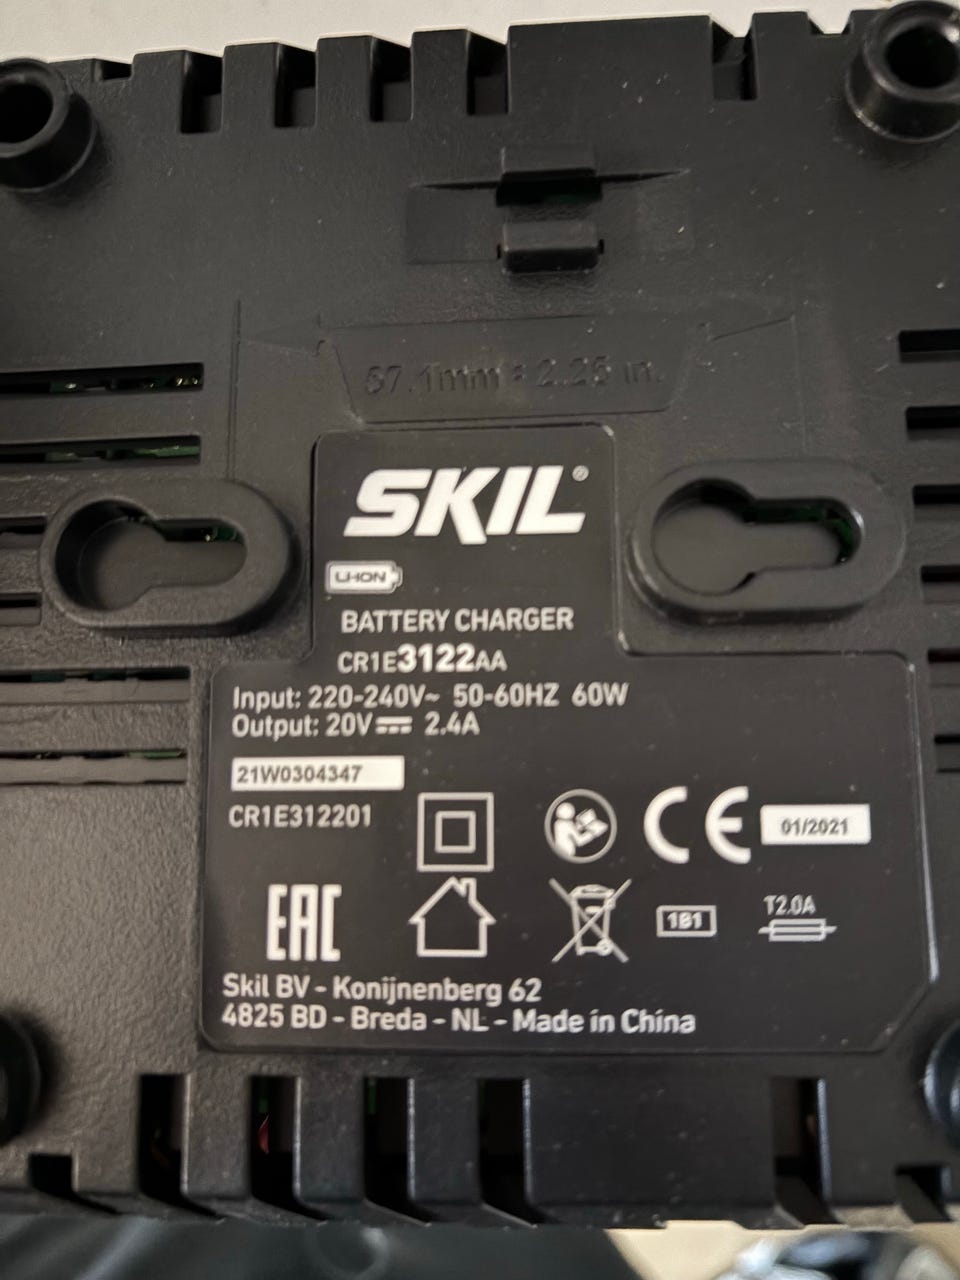 57.1mm = 2.25 in.
SKIL®
LI-ION
BATTERY CHARGER
CR1E3122AA
Input: 220-240V~ 50-60HZ 60W
Output: 20V⎓ 2.4A
21W0304347
CR1E312201
CE
01/2021
EAC
1B1
T2.0A
Skil BV - Konijnenberg 62
4825 BD - Breda - NL - Made in China